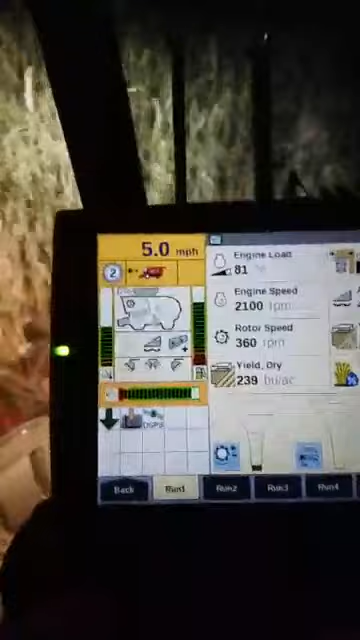 5.0 mph
2
Engine Load
81 %
Engine Speed
2100 rpm
Rotor Speed
360 rpm
Yield, Dry
239 bu/ac
DGPS
Back
Run1
Run2
Run3
Run4